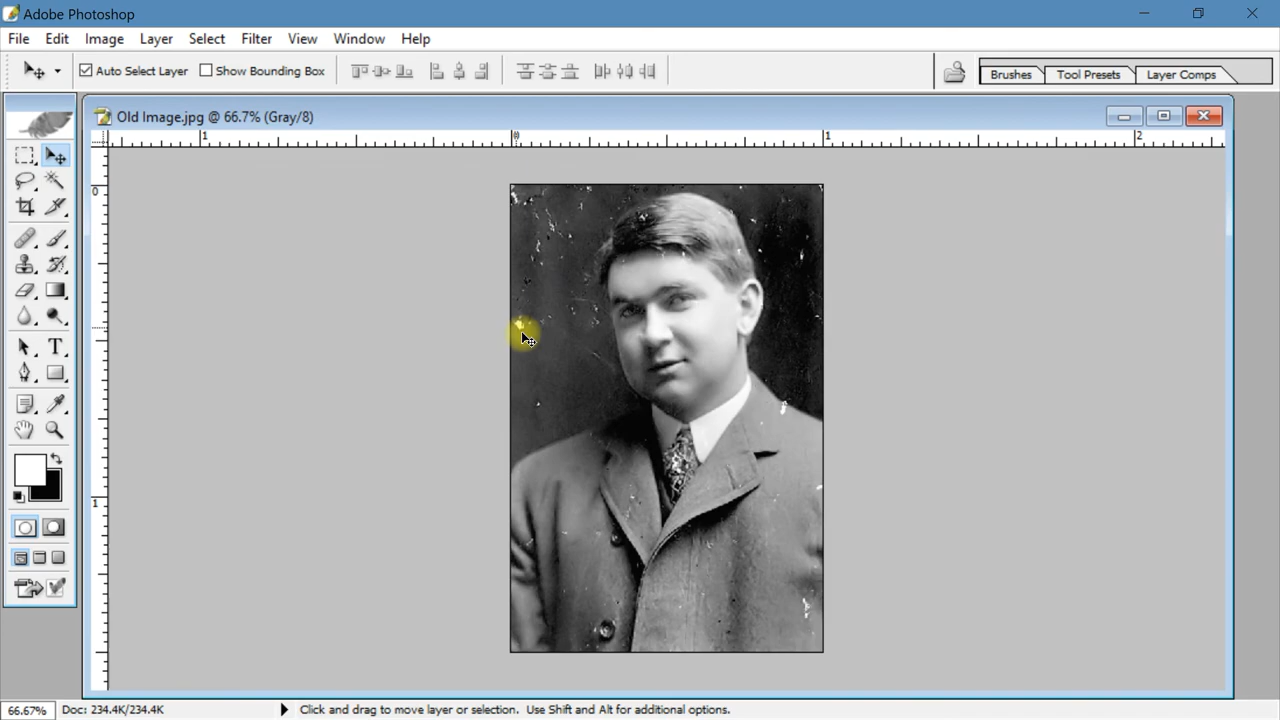 Adobe Photoshop
File Edit Image Layer Select Filter View Window Help
Auto Select Layer Show Bounding Box Brushes Tool Presets Layer Comps
Old Image.jpg @ 66.7% (Gray/8)
1 0 1 2
0
1
T
66.67% Doc: 234.4K/234.4K Click and drag to move layer or selection. Use Shift and Alt for additional options.